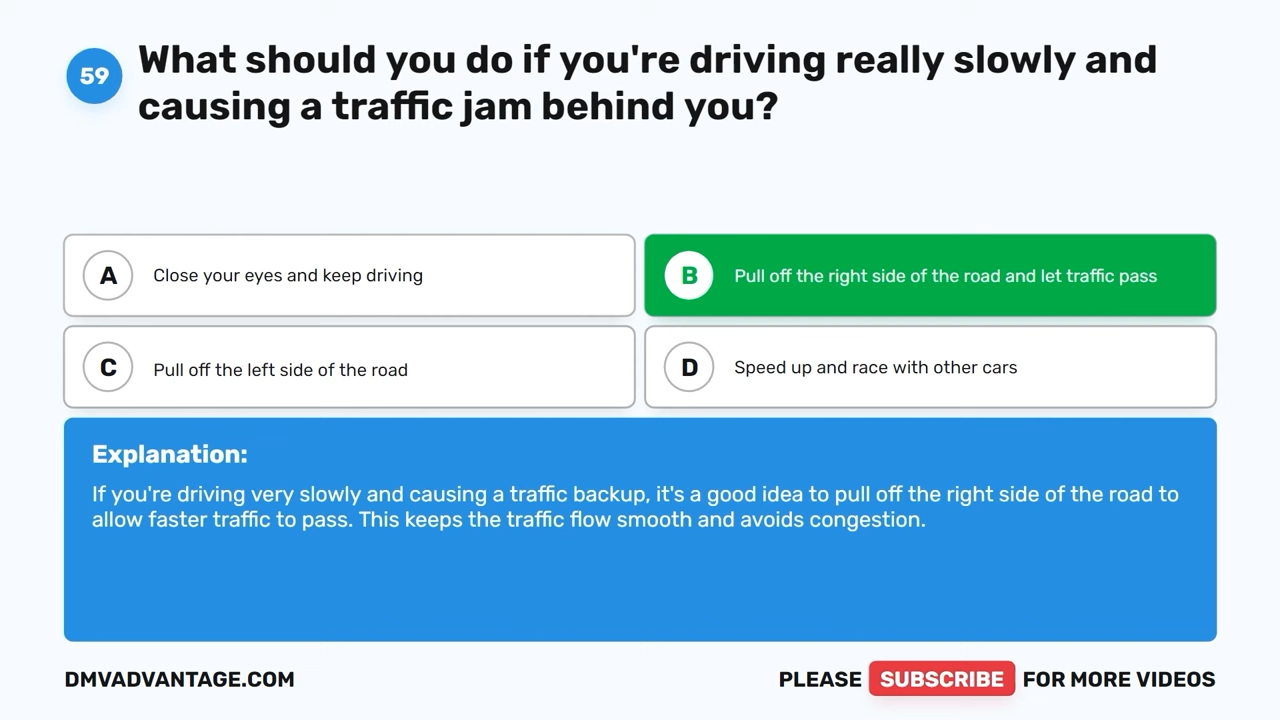 59
What should you do if you're driving really slowly and
causing a traffic jam behind you?
A
Close your eyes and keep driving
B
Pull off the right side of the road and let traffic pass
C
Pull off the left side of the road
D
Speed up and race with other cars
Explanation:
If you're driving very slowly and causing a traffic backup, it's a good idea to pull off the right side of the road to
allow faster traffic to pass. This keeps the traffic flow smooth and avoids congestion.
DMVADVANTAGE.COM
PLEASE SUBSCRIBE FOR MORE VIDEOS